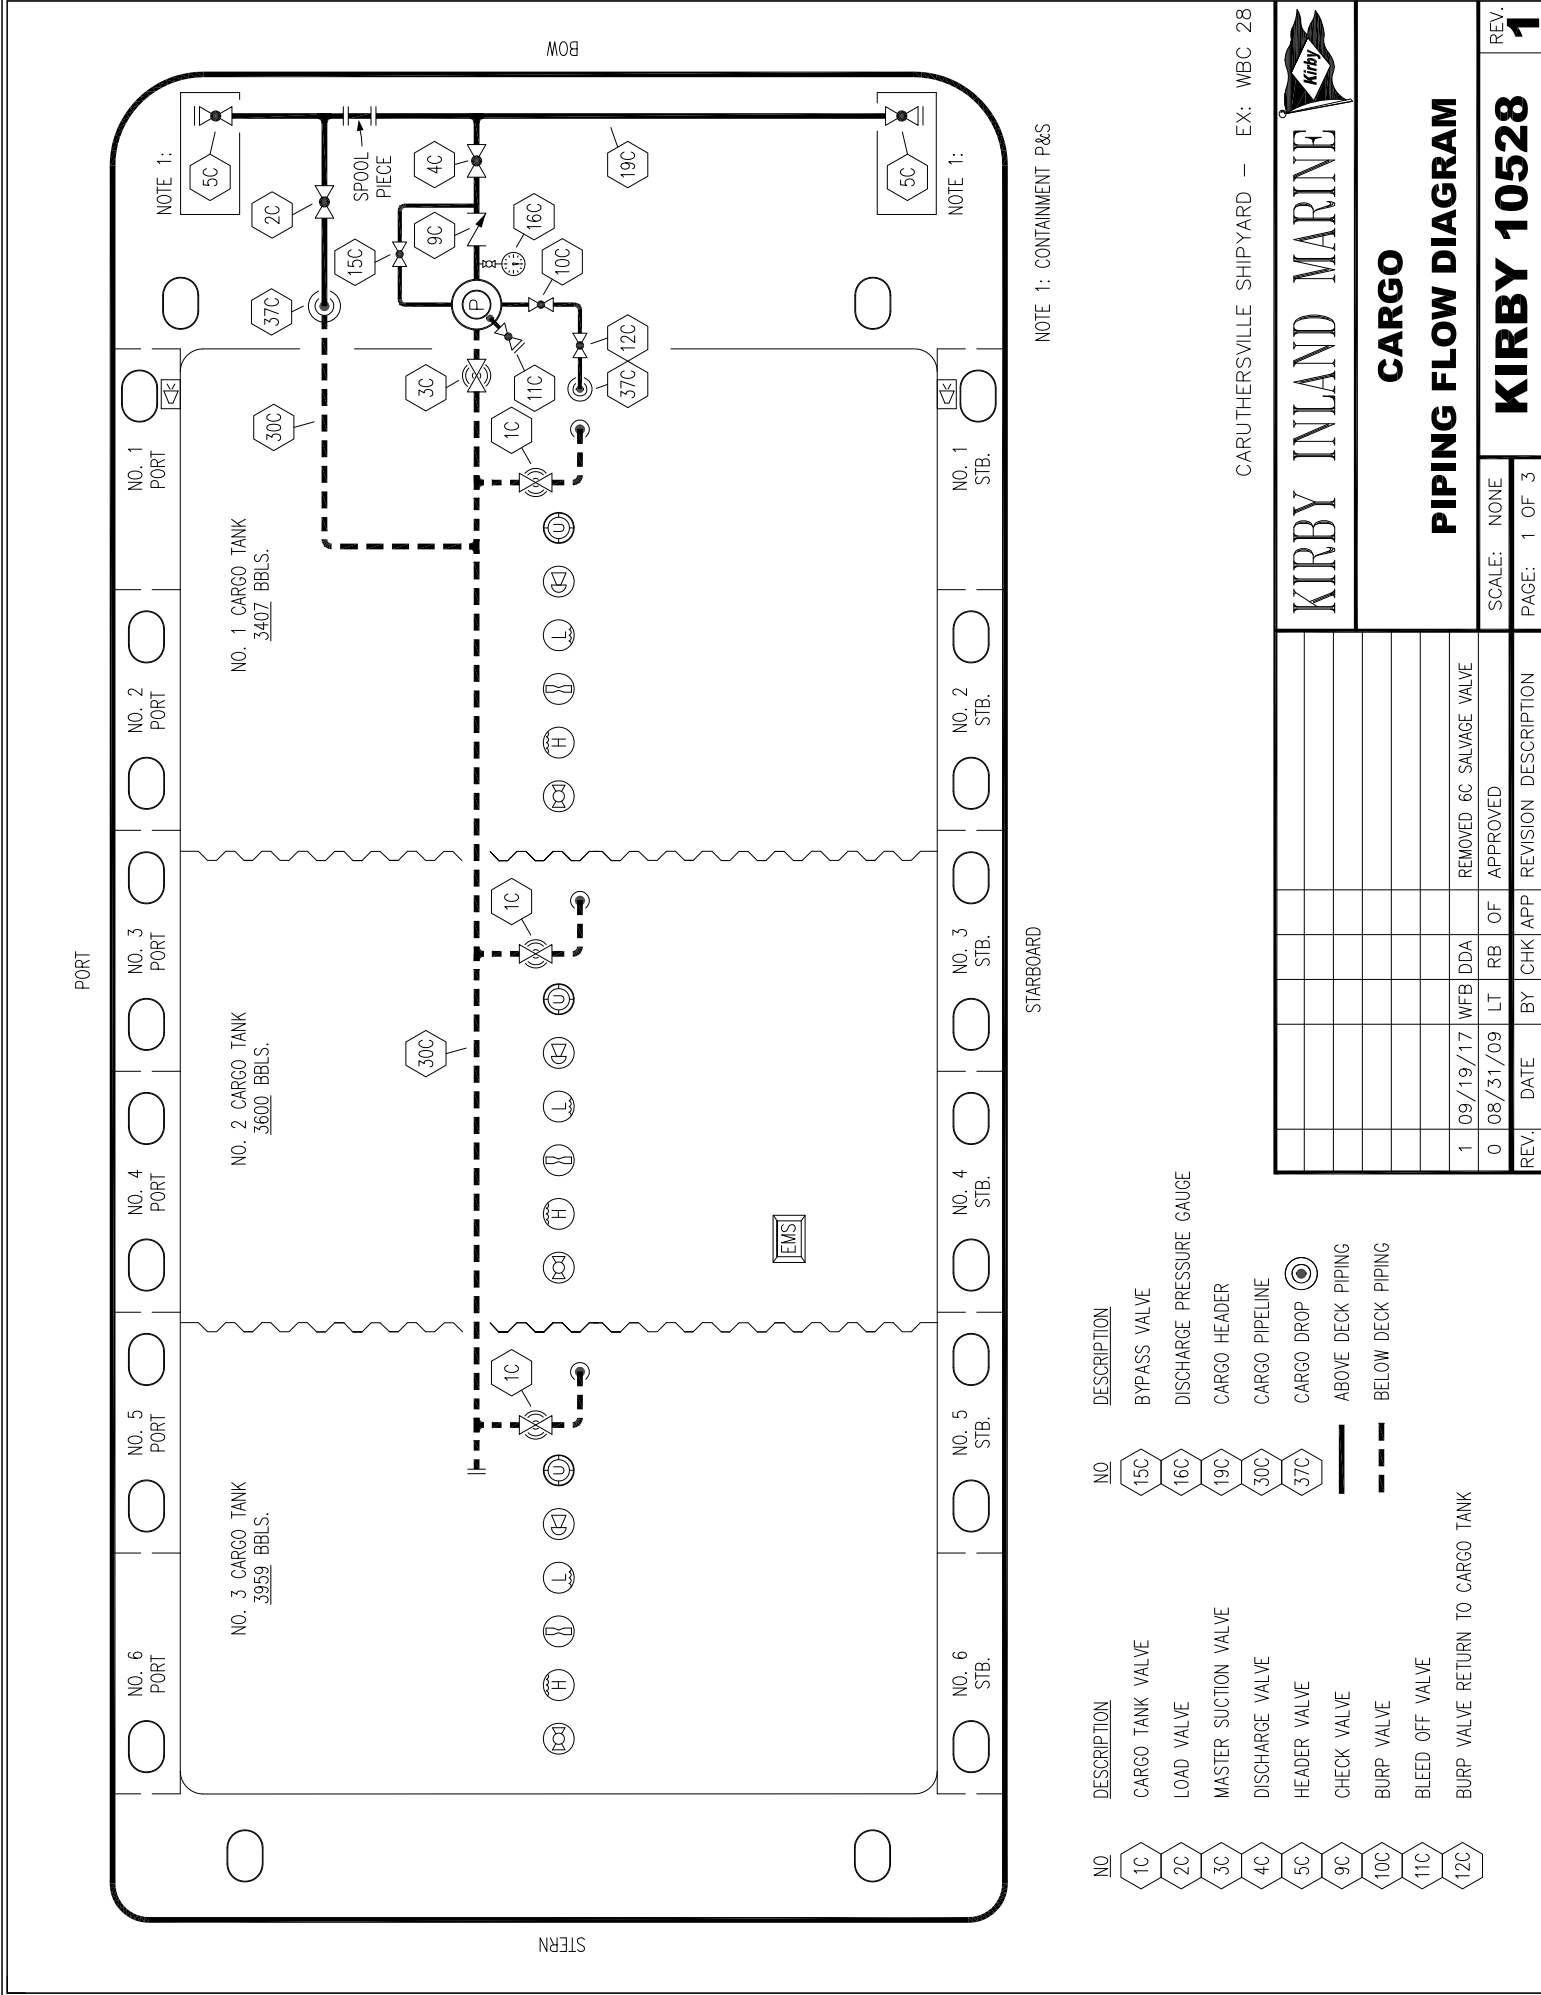 PORT
BOW
STERN
STARBOARD
NO. 6
PORT
NO. 5
PORT
NO. 4
PORT
NO. 3
PORT
NO. 2
PORT
NO. 1
PORT
NO. 3 CARGO TANK
3959 BBLS.
NO. 2 CARGO TANK
3600 BBLS.
NO. 1 CARGO TANK
3407 BBLS.
NOTE 1:
5C
2C
37C
30C
SPOOL
PIECE
15C
4C
9C
16C
10C
3C
P
11C
12C
37C
19C
30C
1C
1C
1C
H
L
U
H
L
U
H
L
U
EMS
5C
NOTE 1:
NO. 6
STB.
NO. 5
STB.
NO. 4
STB.
NO. 3
STB.
NO. 2
STB.
NO. 1
STB.
NOTE 1: CONTAINMENT P&S
NO DESCRIPTION
1C CARGO TANK VALVE
2C LOAD VALVE
3C MASTER SUCTION VALVE
4C DISCHARGE VALVE
5C HEADER VALVE
9C CHECK VALVE
10C BURP VALVE
11C BLEED OFF VALVE
12C BURP VALVE RETURN TO CARGO TANK
NO DESCRIPTION
15C BYPASS VALVE
16C DISCHARGE PRESSURE GAUGE
19C CARGO HEADER
30C CARGO PIPELINE
37C CARGO DROP
ABOVE DECK PIPING
BELOW DECK PIPING
CARUTHERSVILLE SHIPYARD - EX: WBC 28
KIRBY INLAND MARINE
Kirby
CARGO
PIPING FLOW DIAGRAM
1 09/19/17 WFB DDA REMOVED 6C SALVAGE VALVE
0 08/31/09 LT RB OF APPROVED
REV. DATE BY CHK APP REVISION DESCRIPTION
SCALE: NONE
PAGE: 1 OF 3
KIRBY 10528
REV.
1